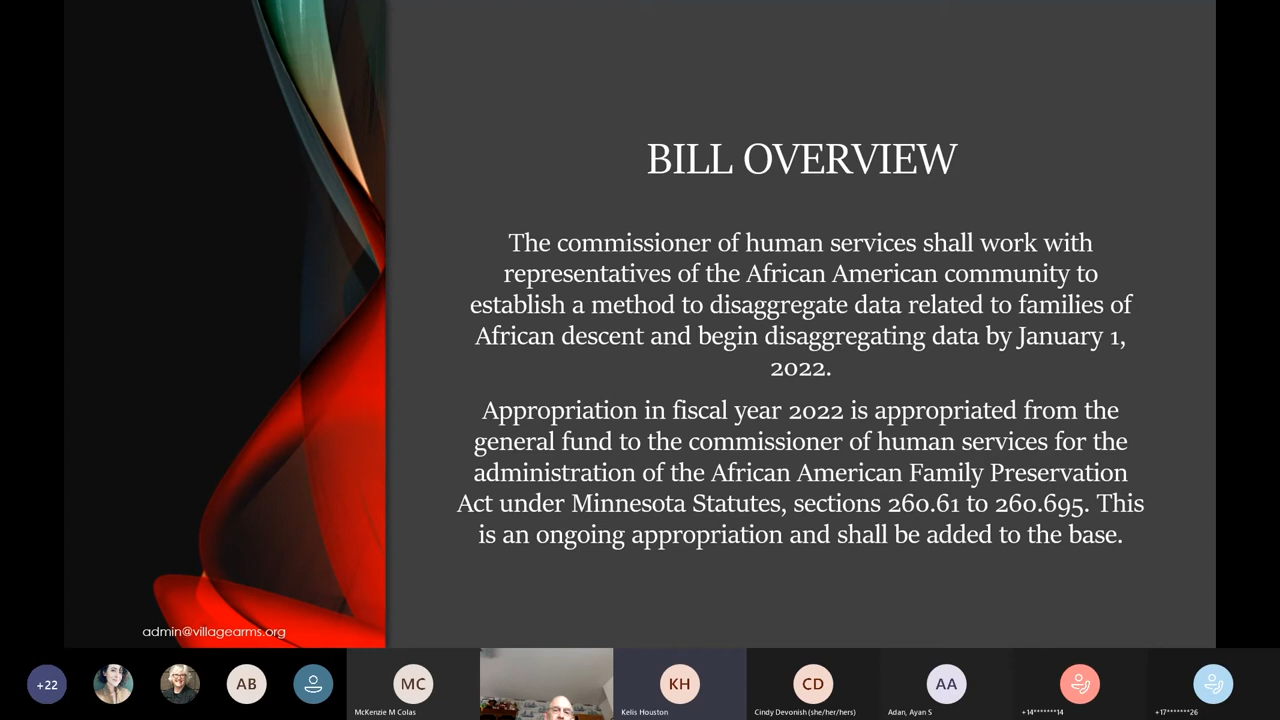 BILL OVERVIEW
The commissioner of human services shall work with
representatives of the African American community to
establish a method to disaggregate data related to families of
African descent and begin disaggregating data by January 1,
2022.
Appropriation in fiscal year 2022 is appropriated from the
general fund to the commissioner of human services for the
administration of the African American Family Preservation
Act under Minnesota Statutes, sections 260.61 to 260.695. This
is an ongoing appropriation and shall be added to the base.
admin@villagearms.org
+22
AB
MC
KH
CD
AA
McKenzie M Colas
Kelis Houston
Cindy Devonish (she/her/hers)
Adan, Ayan S
+14*******14
+17*******26